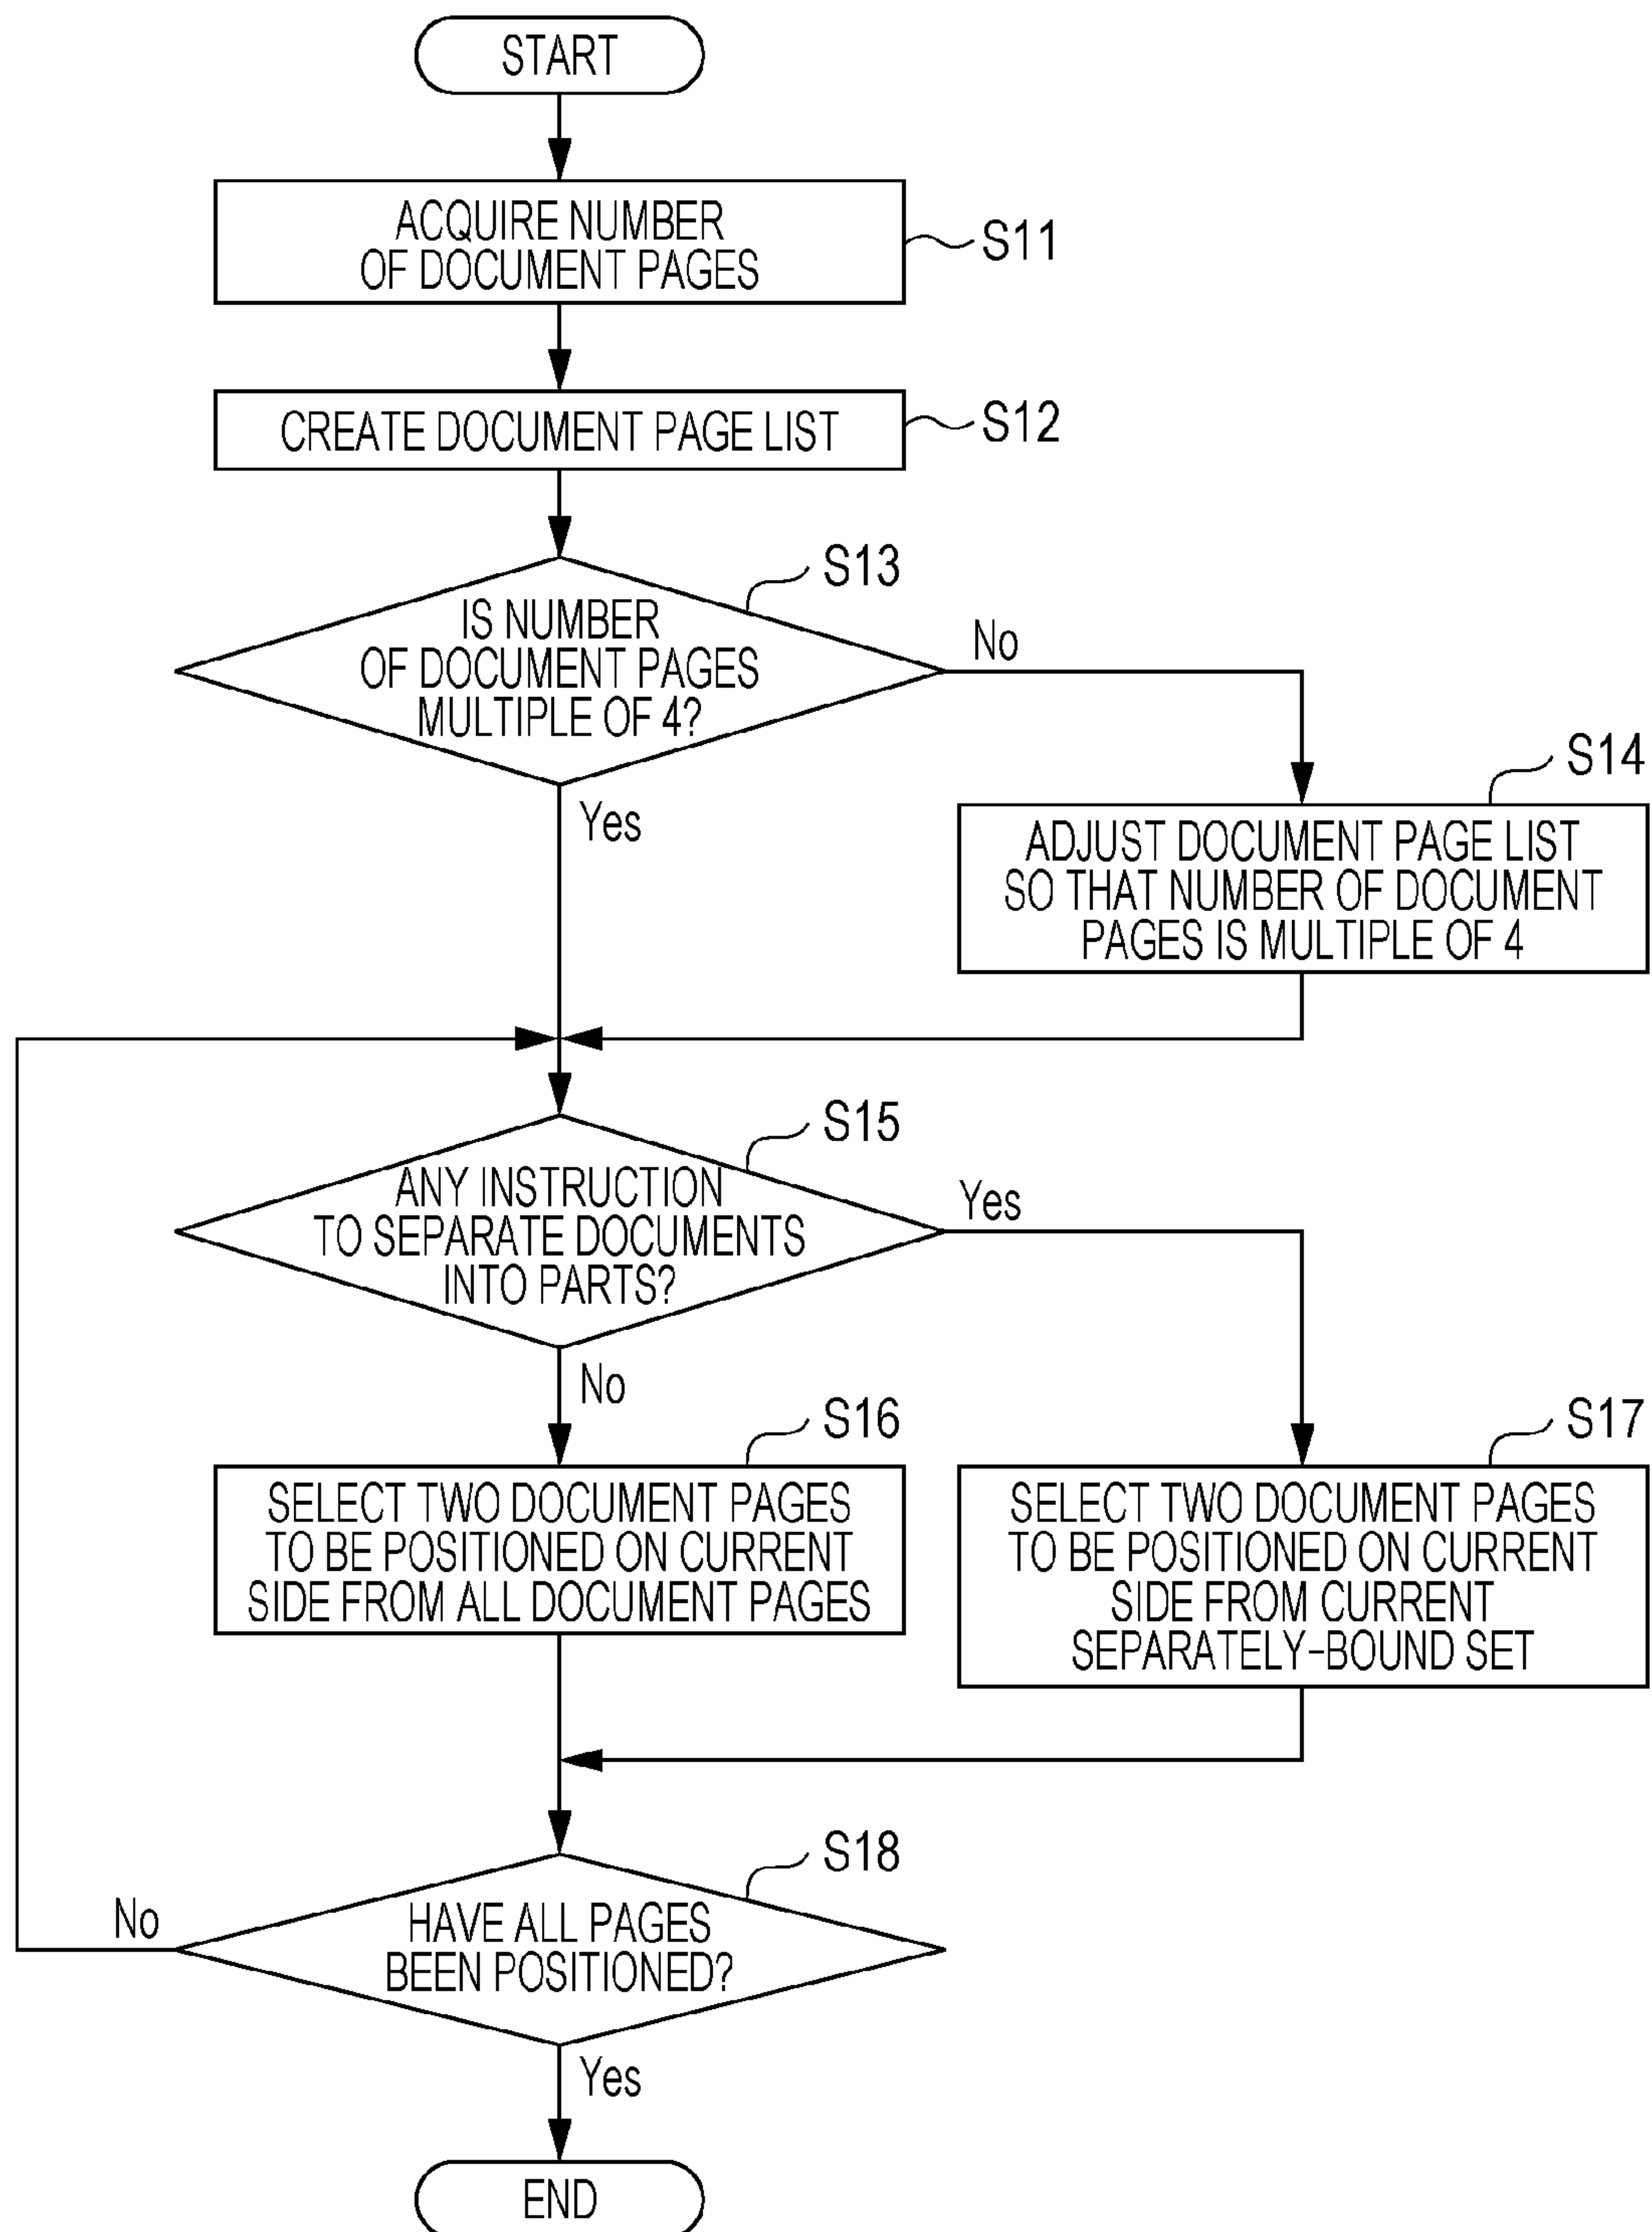 START
ACQUIRE NUMBER
OF DOCUMENT PAGES
S11
CREATE DOCUMENT PAGE LIST
S12
S13
IS NUMBER
OF DOCUMENT PAGES
MULTIPLE OF 4?
No
Yes
S14
ADJUST DOCUMENT PAGE LIST
SO THAT NUMBER OF DOCUMENT
PAGES IS MULTIPLE OF 4
S15
ANY INSTRUCTION
TO SEPARATE DOCUMENTS
INTO PARTS?
Yes
No
S16
SELECT TWO DOCUMENT PAGES
TO BE POSITIONED ON CURRENT
SIDE FROM ALL DOCUMENT PAGES
S17
SELECT TWO DOCUMENT PAGES
TO BE POSITIONED ON CURRENT
SIDE FROM CURRENT
SEPARATELY-BOUND SET
S18
HAVE ALL PAGES
BEEN POSITIONED?
No
Yes
END